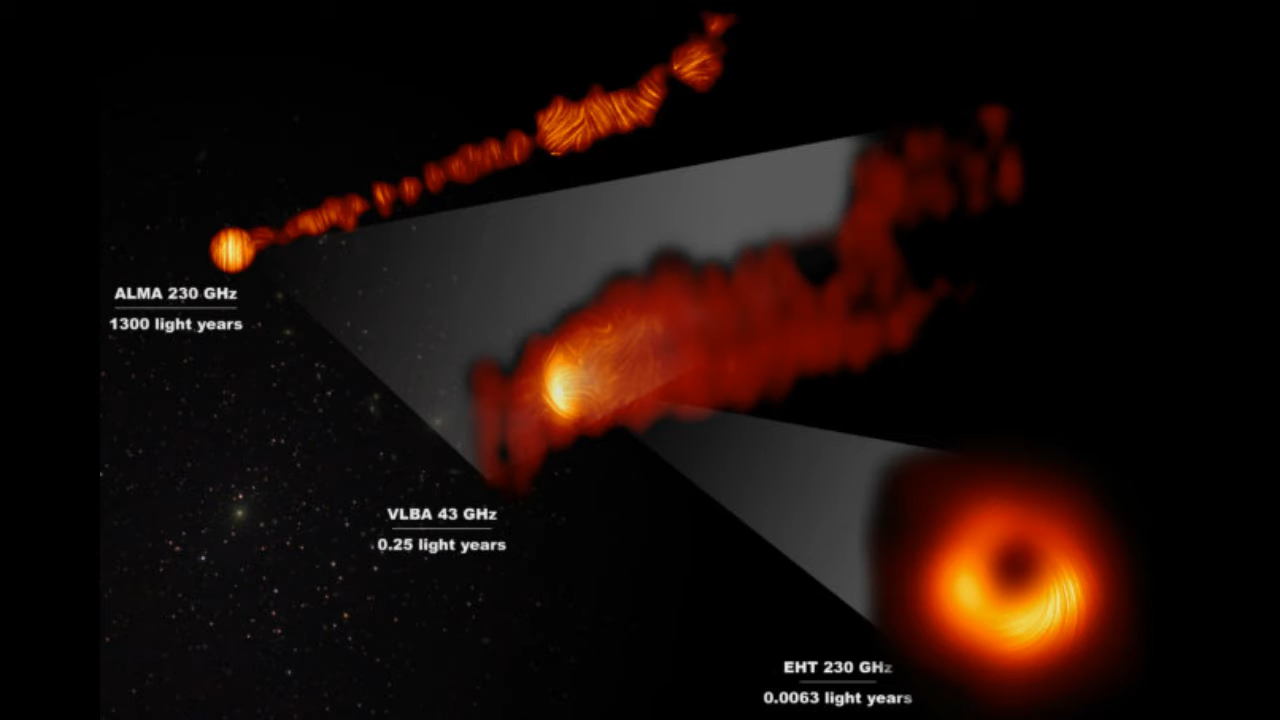 ALMA 230 GHz
1300 light years
VLBA 43 GHz
0.25 light years
EHT 230 GHz
0.0063 light years